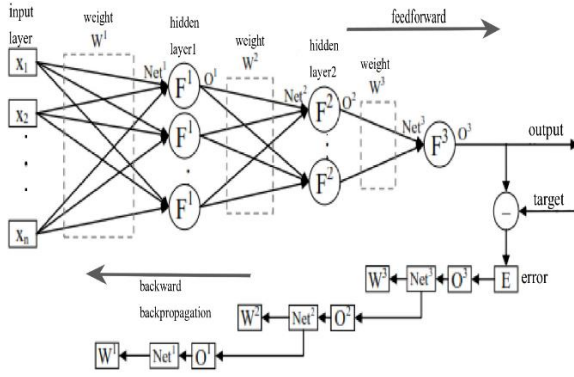 input
layer
weight
W¹
hidden
layer1
weight
W²
hidden
layer2
feedforward
weight
W³
x₁
x₂
xₙ
Net¹
F¹
O¹
F¹
F¹
Net²
F²
O²
F²
Net³
F³
O³
output
−
target
E
error
O³
Net³
W³
backward
backpropagation
W²
Net²
O²
W¹
Net¹
O¹